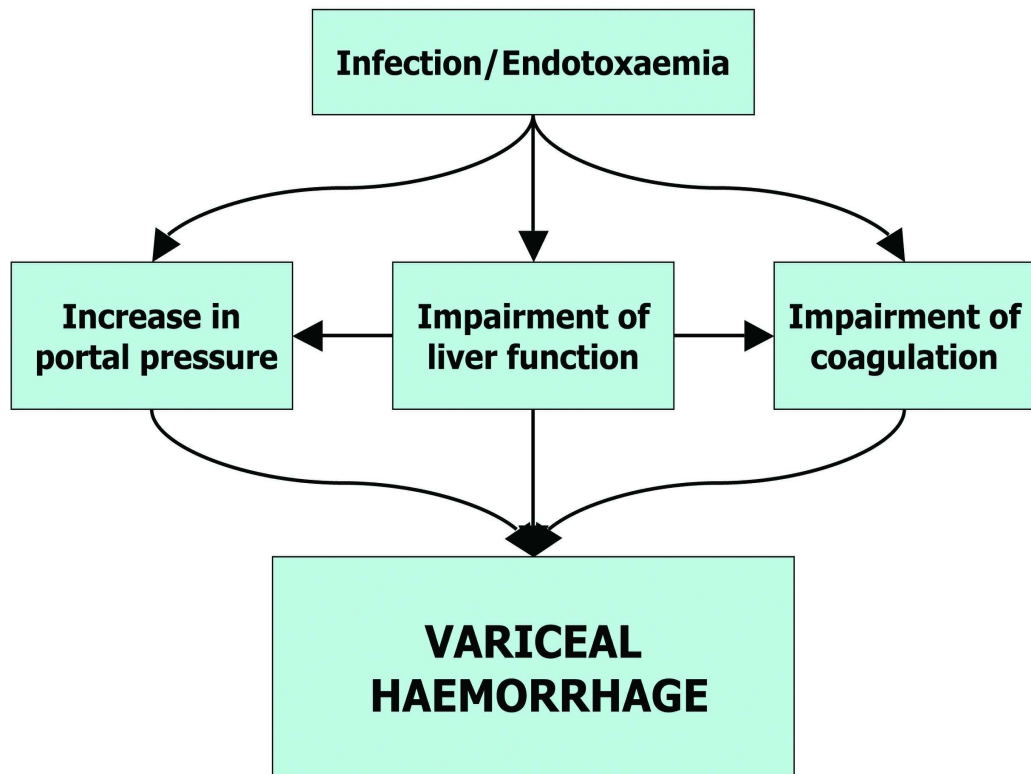 Infection/Endotoxaemia
Increase in
portal pressure
Impairment of
liver function
Impairment of
coagulation
VARICEAL
HAEMORRHAGE